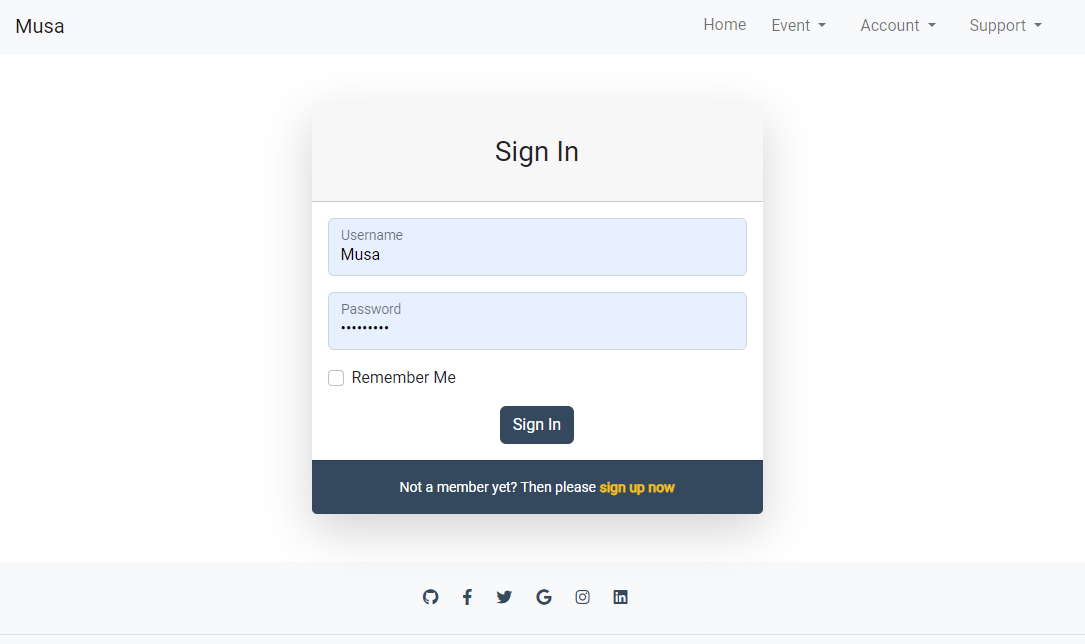 Musa
Home Event Account Support
Sign In
Username
Musa
Password
•••••••••
Remember Me
Sign In
Not a member yet? Then please sign up now